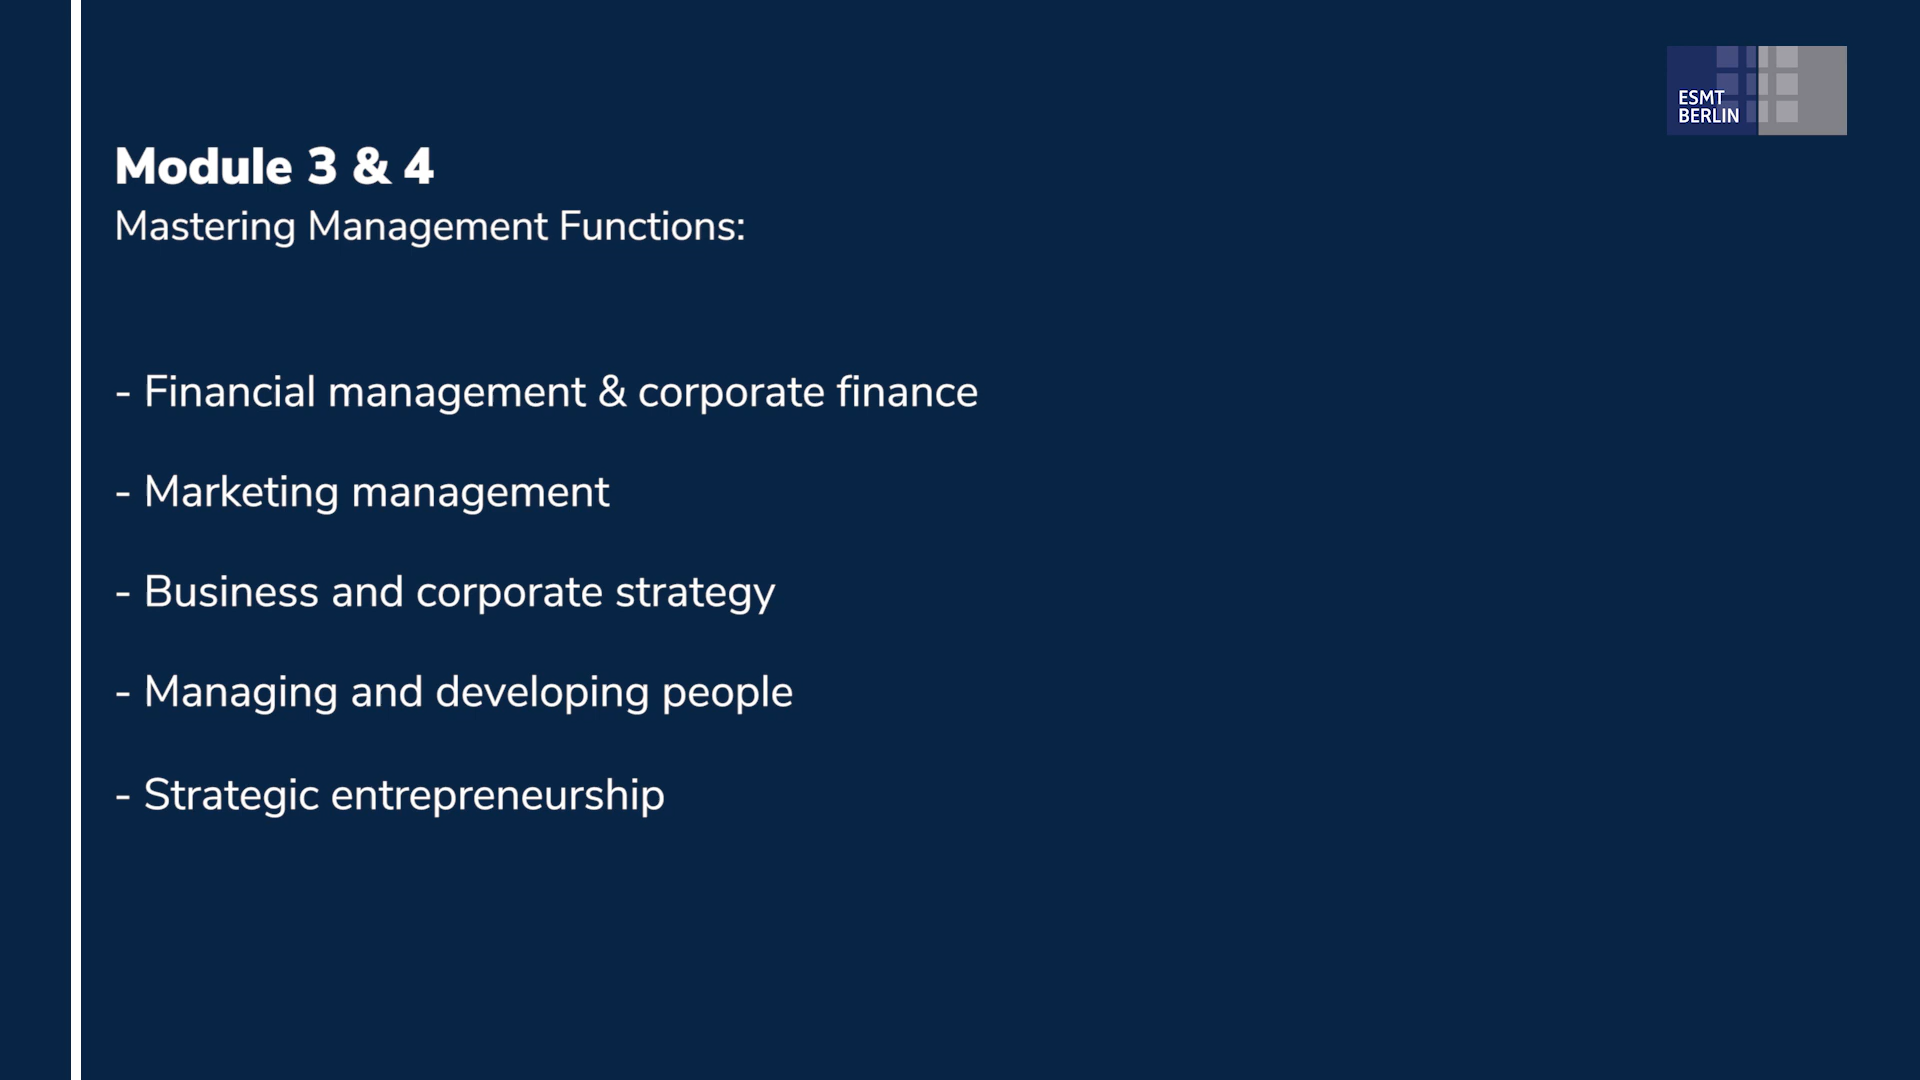 ESMT
BERLIN
Module 3 & 4
Mastering Management Functions:
- Financial management & corporate finance
- Marketing management
- Business and corporate strategy
- Managing and developing people
- Strategic entrepreneurship